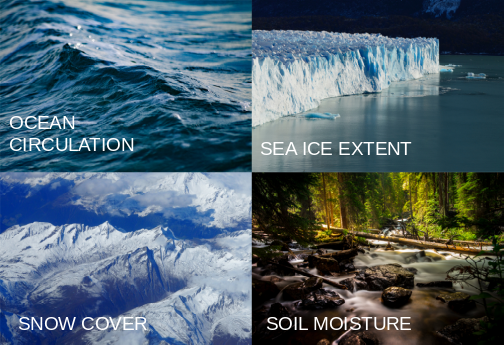 OCEAN
CIRCULATION
SEA ICE EXTENT
SNOW COVER
SOIL MOISTURE